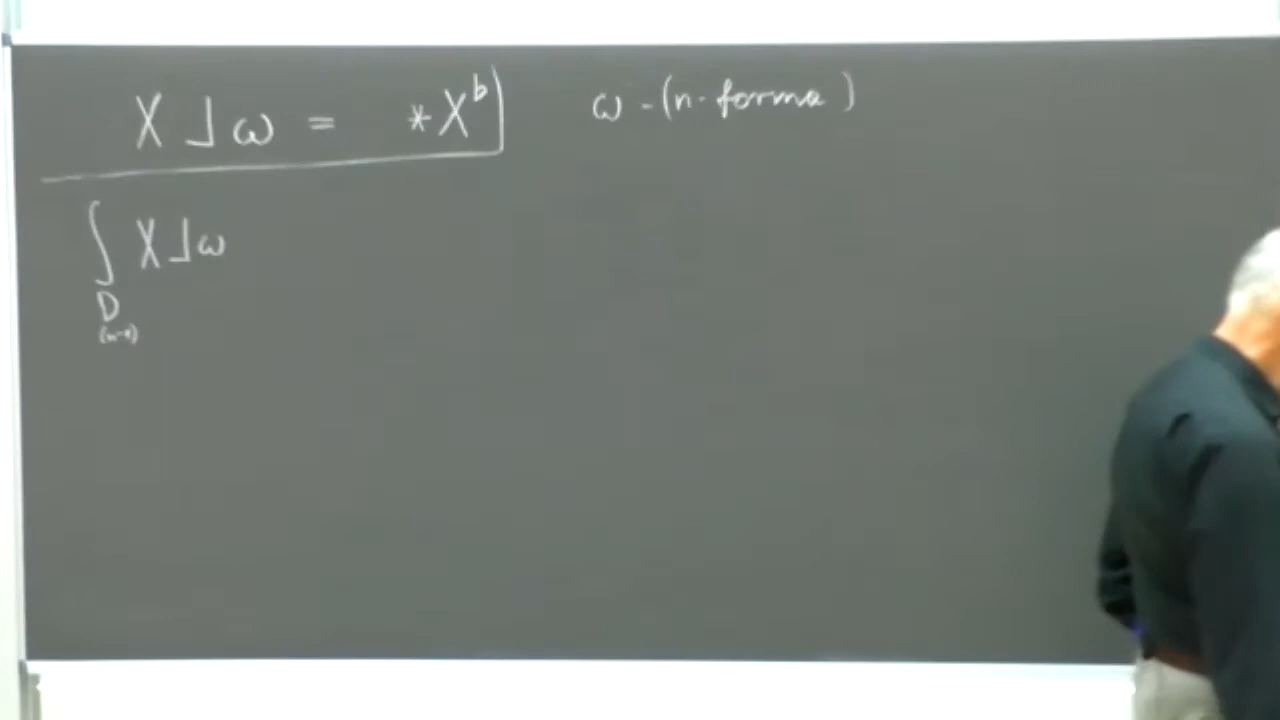 X ⅃ ω = * X^b ω - (n-forma)
∫ X ⅃ ω
D
(n-1)